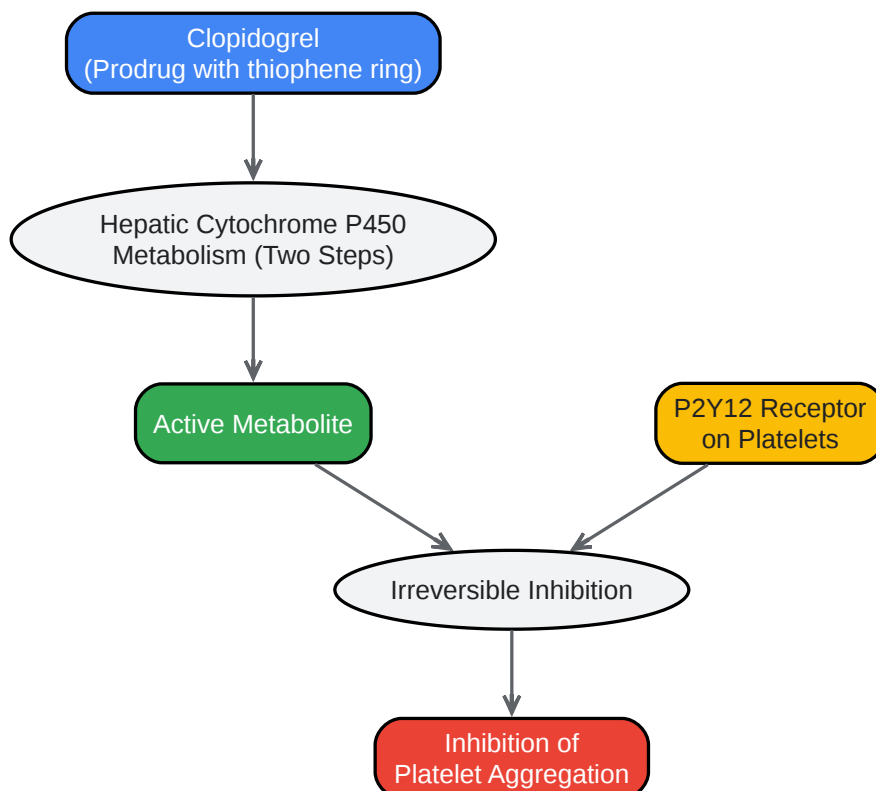 Clopidogrel
(Prodrug with thiophene ring)
Hepatic Cytochrome P450
Metabolism (Two Steps)
Active Metabolite
P2Y12 Receptor
on Platelets
Irreversible Inhibition
Inhibition of
Platelet Aggregation